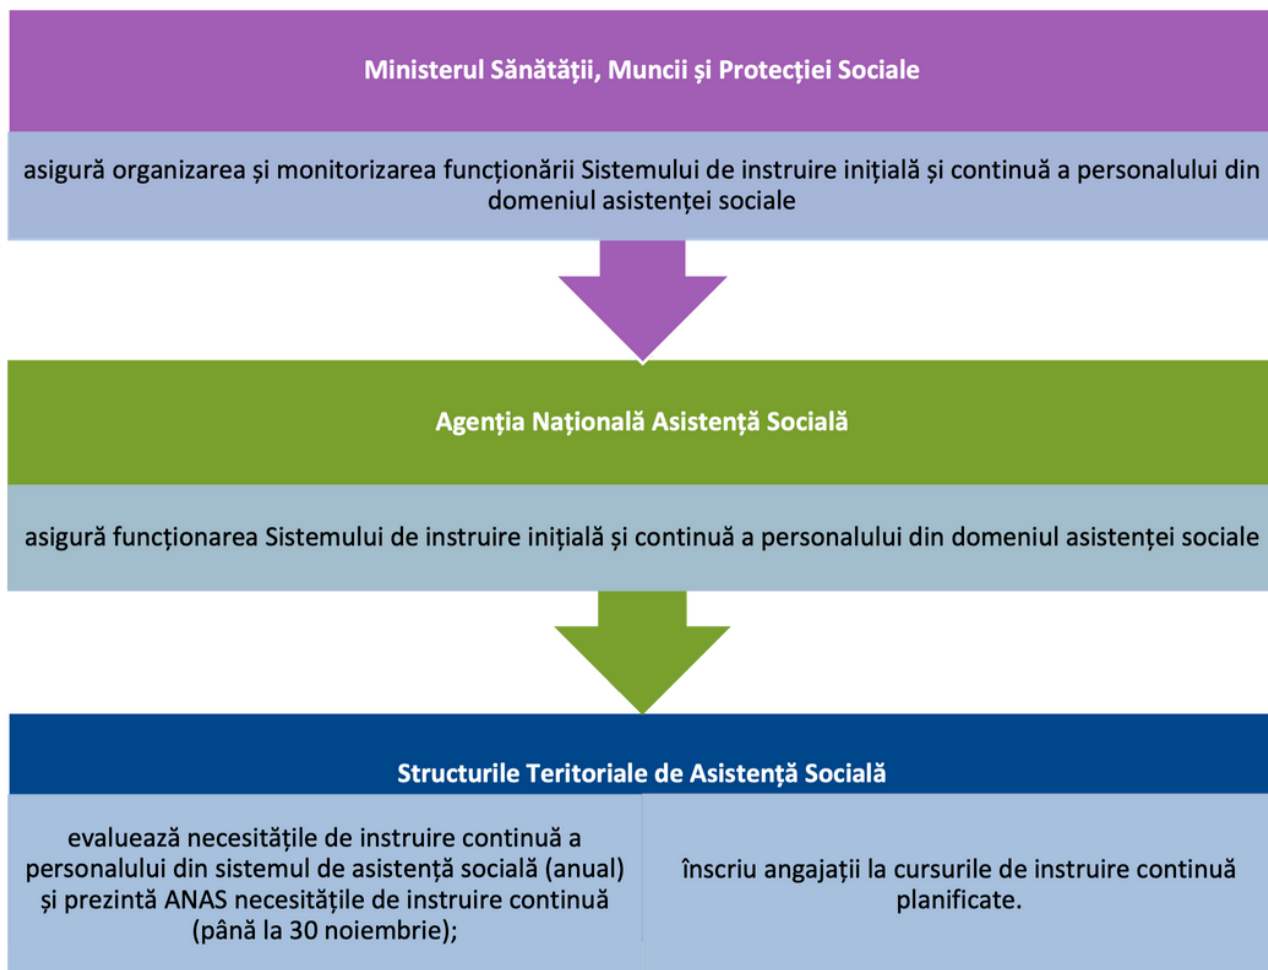 Ministerul Sănătății, Muncii și Protecției Sociale
asigură organizarea și monitorizarea funcționării Sistemului de instruire inițială și continuă a personalului din
domeniul asistenței sociale
Agenția Națională Asistență Socială
asigură funcționarea Sistemului de instruire inițială și continuă a personalului din domeniul asistenței sociale
Structurile Teritoriale de Asistență Socială
evaluează necesitățile de instruire continuă a
personalului din sistemul de asistență socială (anual)
și prezintă ANAS necesitățile de instruire continuă
(până la 30 noiembrie);
înscriu angajații la cursurile de instruire continuă
planificate.